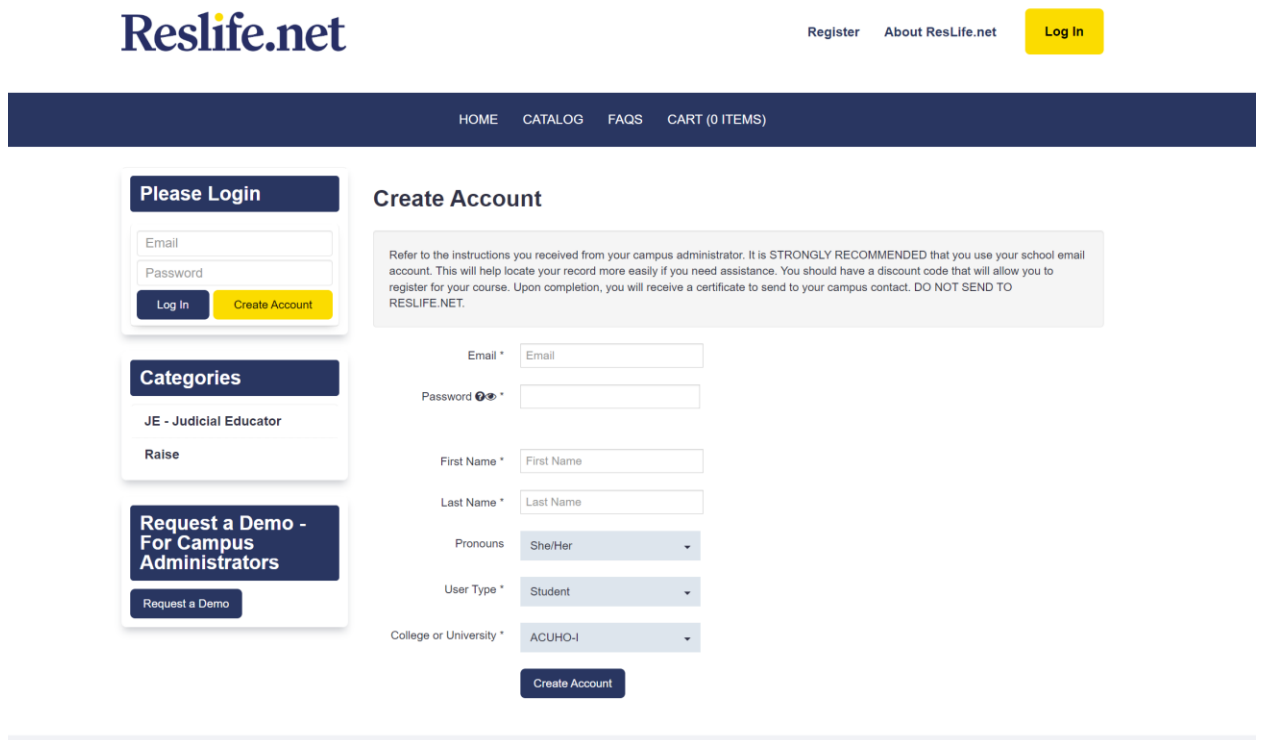 Reslife.net
Register
About ResLife.net
Log In
HOME
CATALOG
FAQS
CART (0 ITEMS)
Please Login
Email
Password
Log In
Create Account
Categories
JE - Judicial Educator
Raise
Request a Demo -
For Campus
Administrators
Request a Demo
Create Account
Refer to the instructions you received from your campus administrator. It is STRONGLY RECOMMENDED that you use your school email
account. This will help locate your record more easily if you need assistance. You should have a discount code that will allow you to
register for your course. Upon completion, you will receive a certificate to send to your campus contact. DO NOT SEND TO
RESLIFE.NET.
Email *
Email
Password *
First Name *
First Name
Last Name *
Last Name
Pronouns
She/Her
User Type *
Student
College or University *
ACUHO-I
Create Account